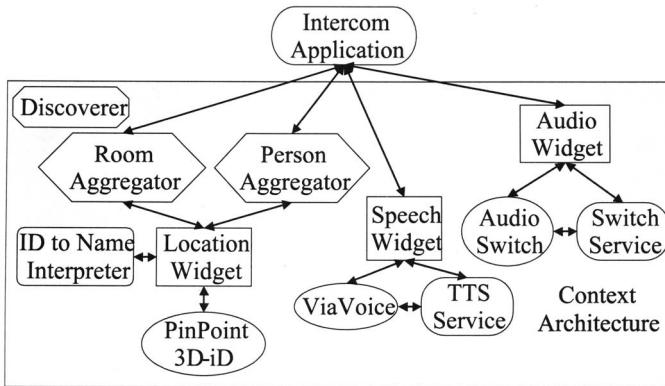 Intercom
Application
Discoverer
Room
Aggregator
Person
Aggregator
Audio
Widget
ID to Name
Interpreter
Location
Widget
Speech
Widget
Audio
Switch
Switch
Service
PinPoint
3D-iD
ViaVoice
TTS
Service
Context
Architecture